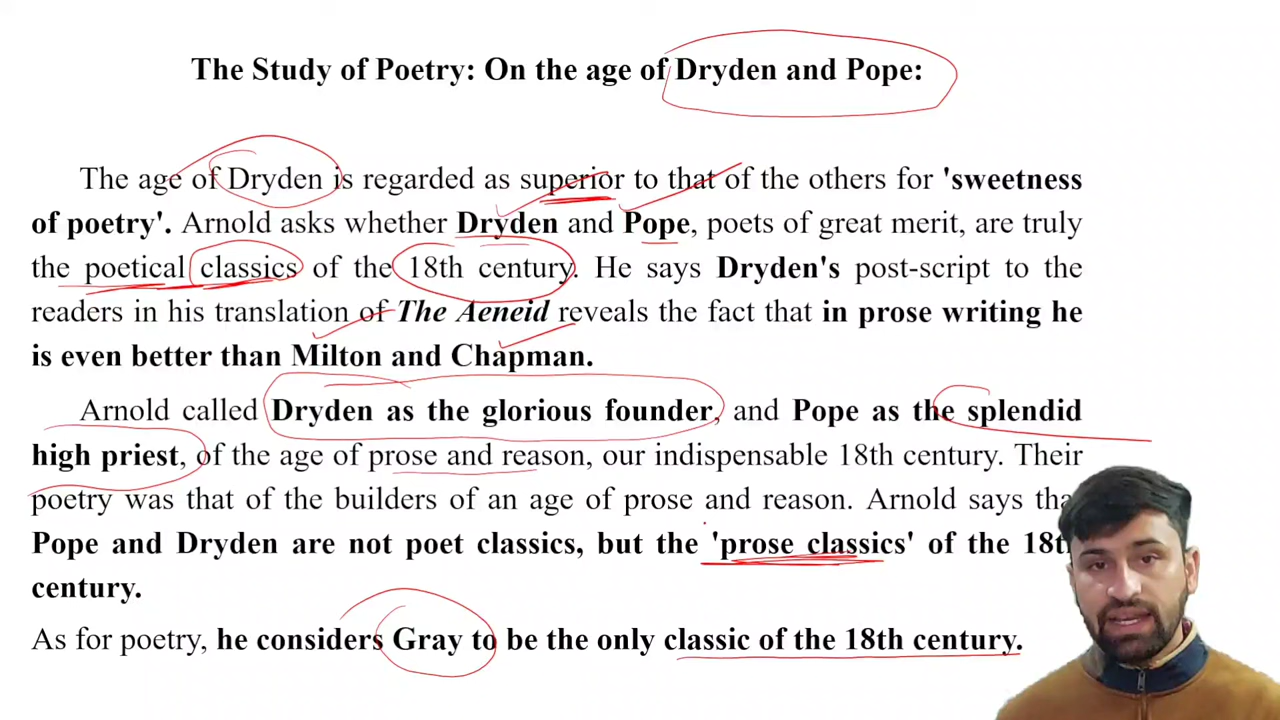 The Study of Poetry: On the age of Dryden and Pope:
The age of Dryden is regarded as superior to that of the others for 'sweetness
of poetry'. Arnold asks whether Dryden and Pope, poets of great merit, are truly
the poetical classics of the 18th century. He says Dryden's post-script to the
readers in his translation of The Aeneid reveals the fact that in prose writing he
is even better than Milton and Chapman.
Arnold called Dryden as the glorious founder, and Pope as the splendid
high priest, of the age of prose and reason, our indispensable 18th century. Their
poetry was that of the builders of an age of prose and reason. Arnold says tha
Pope and Dryden are not poet classics, but the 'prose classics' of the 18t
century.
As for poetry, he considers Gray to be the only classic of the 18th century.